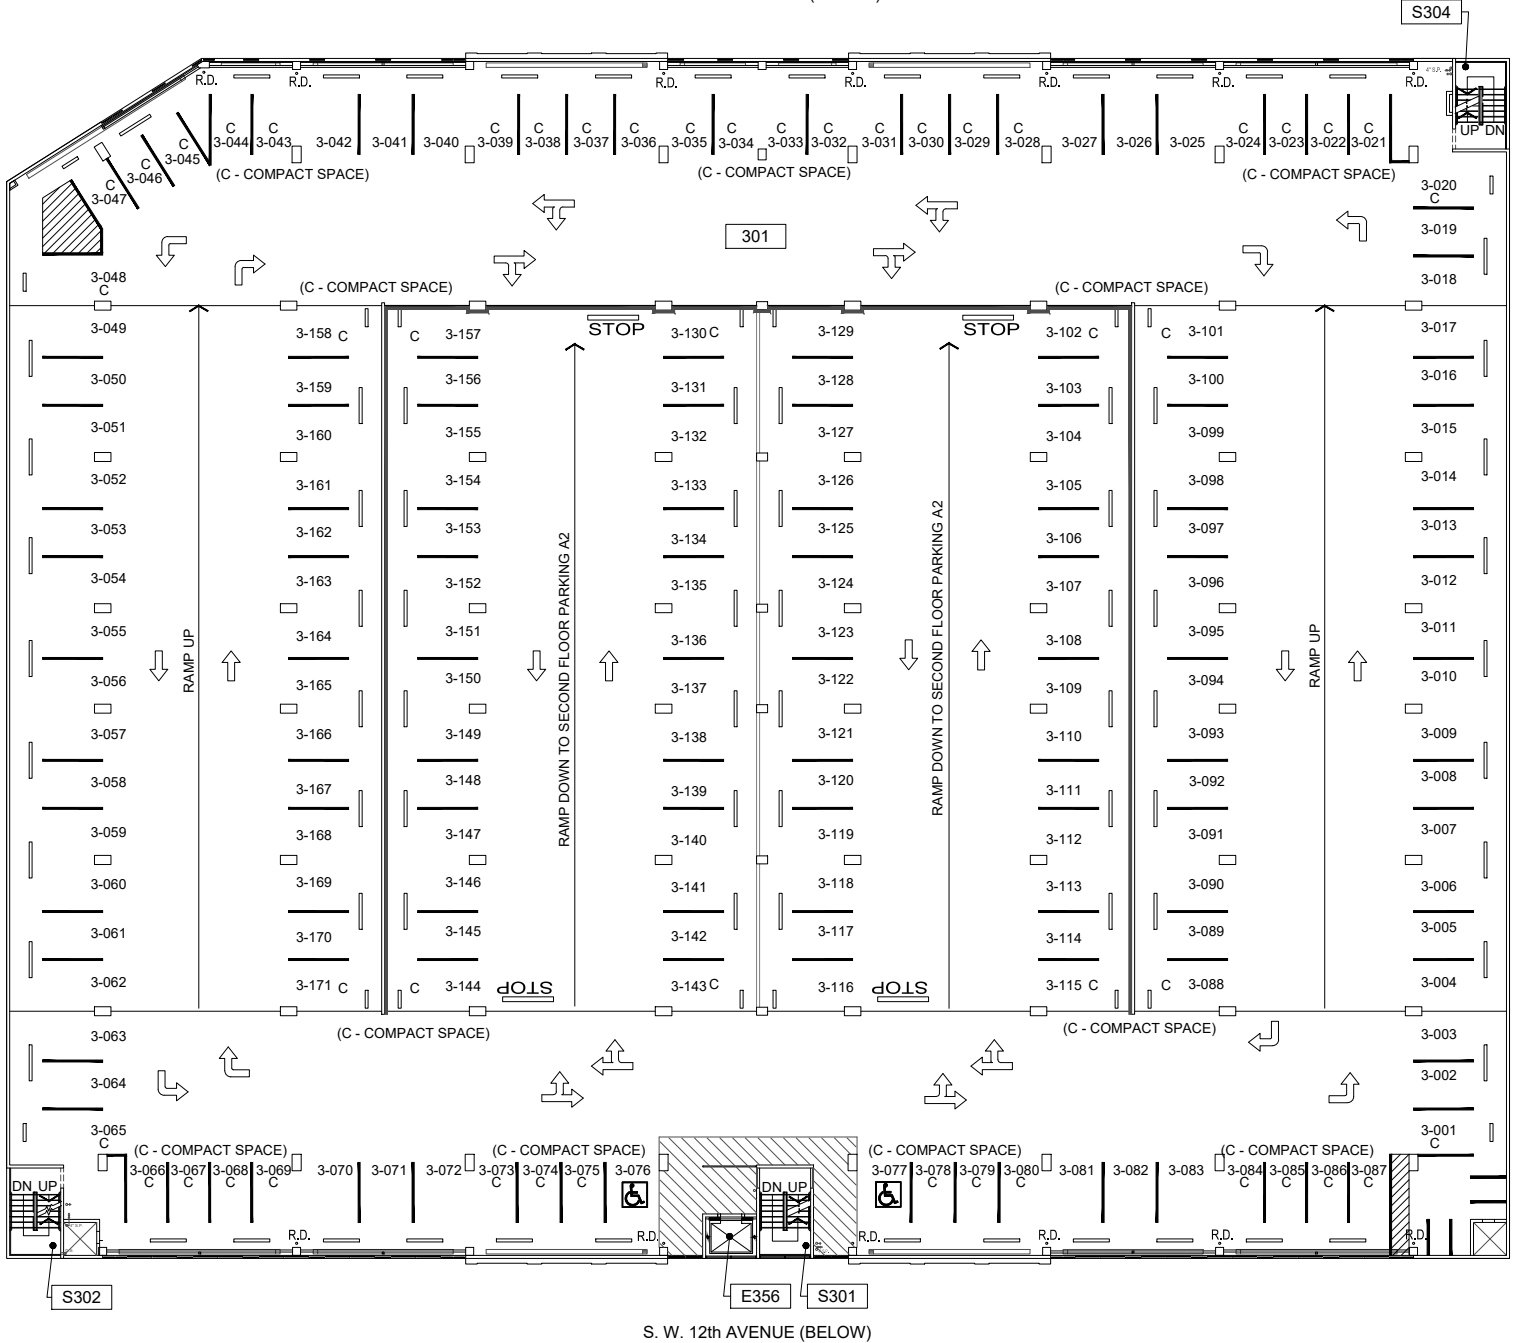 S304
4" S.P.
R.D. R.D. R.D. R.D. R.D. R.D. R.D. R.D.
UP DN
C C C C C C C C C C C C C C C C C C C C
3-047 3-046 3-045 3-044 3-043 3-042 3-041 3-040 3-039 3-038 3-037 3-036 3-035 3-034 3-033 3-032 3-031 3-030 3-029 3-028 3-027 3-026 3-025 3-024 3-023 3-022 3-021
(C - COMPACT SPACE) (C - COMPACT SPACE) (C - COMPACT SPACE)
3-020
C
3-019
301
3-048
C
3-018
(C - COMPACT SPACE) (C - COMPACT SPACE)
STOP STOP
3-049 3-158 C C 3-157 3-130 C 3-129 3-102 C C 3-101 3-017
3-050 3-159 3-156 3-131 3-128 3-103 3-100 3-016
3-051 3-160 3-155 3-132 3-127 3-104 3-099 3-015
3-052 3-161 3-154 3-133 3-126 3-105 3-098 3-014
3-053 3-162 3-153 3-134 3-125 3-106 3-097 3-013
3-054 3-163 3-152 3-135 3-124 3-107 3-096 3-012
3-055 3-164 3-151 3-136 3-123 3-108 3-095 3-011
RAMP UP
RAMP DOWN TO SECOND FLOOR PARKING A2
RAMP DOWN TO SECOND FLOOR PARKING A2
RAMP UP
3-056 3-165 3-150 3-137 3-122 3-109 3-094 3-010
3-057 3-166 3-149 3-138 3-121 3-110 3-093 3-009
3-058 3-167 3-148 3-139 3-120 3-111 3-092 3-008
3-059 3-168 3-147 3-140 3-119 3-112 3-091 3-007
3-060 3-169 3-146 3-141 3-118 3-113 3-090 3-006
3-061 3-170 3-145 3-142 3-117 3-114 3-089 3-005
3-062 3-171 C C 3-144 3-143 C 3-116 3-115 C C 3-088 3-004
STOP STOP
(C - COMPACT SPACE) (C - COMPACT SPACE)
3-063 3-003
3-064 3-002
3-065
C
3-001
C
(C - COMPACT SPACE) (C - COMPACT SPACE) (C - COMPACT SPACE) (C - COMPACT SPACE)
3-066 3-067 3-068 3-069 3-070 3-071 3-072 3-073 3-074 3-075 3-076 3-077 3-078 3-079 3-080 3-081 3-082 3-083 3-084 3-085 3-086 3-087
C C C C C C C C C C C C C C
DN UP DN UP
R.D. R.D. R.D. R.D. R.D. R.D. R.D.
S302
E356
S301
S. W. 12th AVENUE (BELOW)